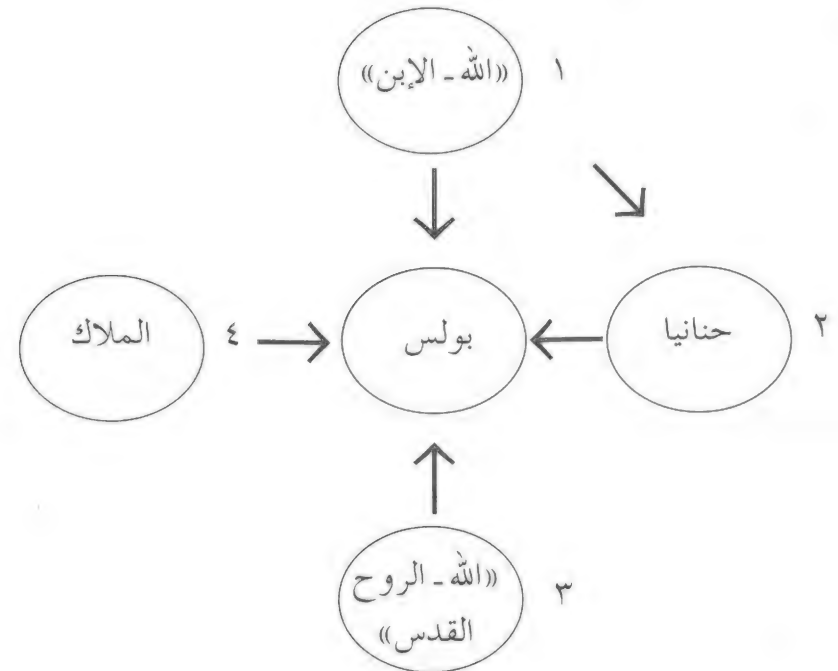 «الله - الإبن» ١
الملاك ٤ بولس حنانيا ٢
«الله - الروح ٣
القدس»